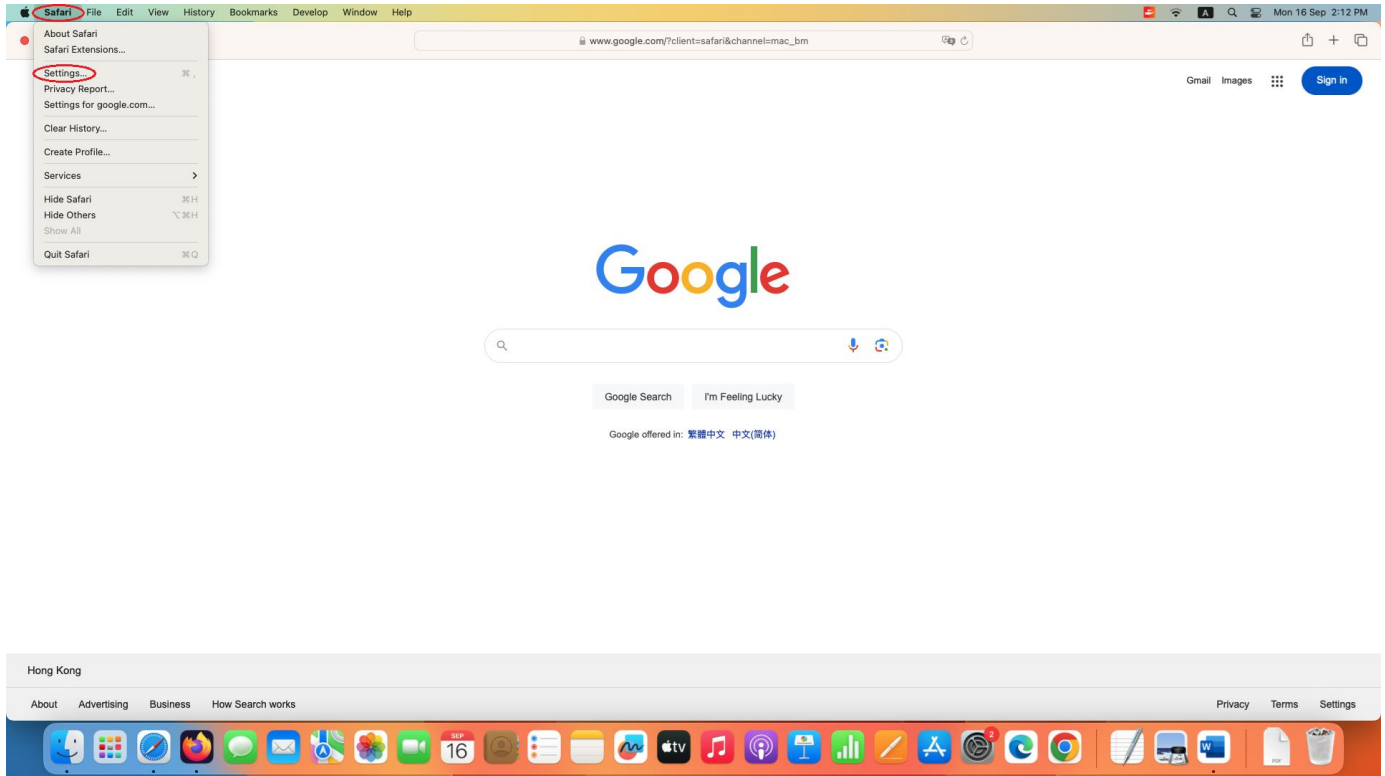 Safari File Edit View History Bookmarks Develop Window Help
A
Mon 16 Sep 2:12 PM
About Safari
Safari Extensions...
Settings... ⌘ ,
Privacy Report...
Settings for google.com...
Clear History...
Create Profile...
Services
Hide Safari ⌘H
Hide Others ⌥⌘H
Show All
Quit Safari ⌘Q
www.google.com/?client=safari&channel=mac_bm
Gmail Images Sign in
Google
Google Search I'm Feeling Lucky
Google offered in: 繁體中文 中文(简体)
Hong Kong
About Advertising Business How Search works Privacy Terms Settings
SEP
16
tv
2
W
PDF